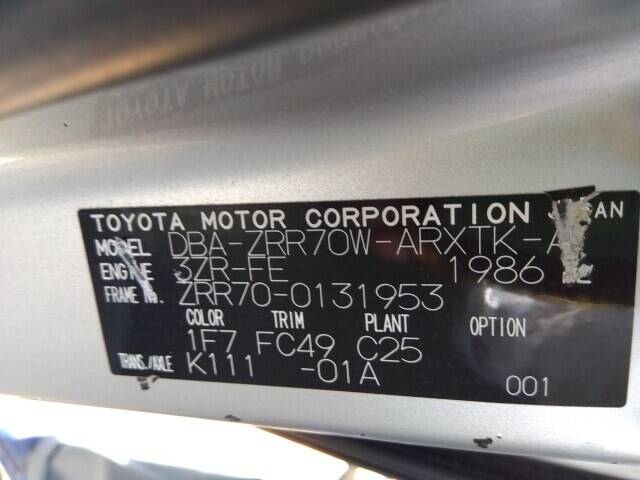 TOYOTA MOTOR CORPORATION JAPAN
MODEL DBA-ZRR70W-ARXTK-A
ENGINE 3ZR-FE 1986
FRAME No. ZRR70-0131953
COLOR TRIM PLANT OPTION
1F7 FC49 C25
TRANS./AXLE K111 -01A
001